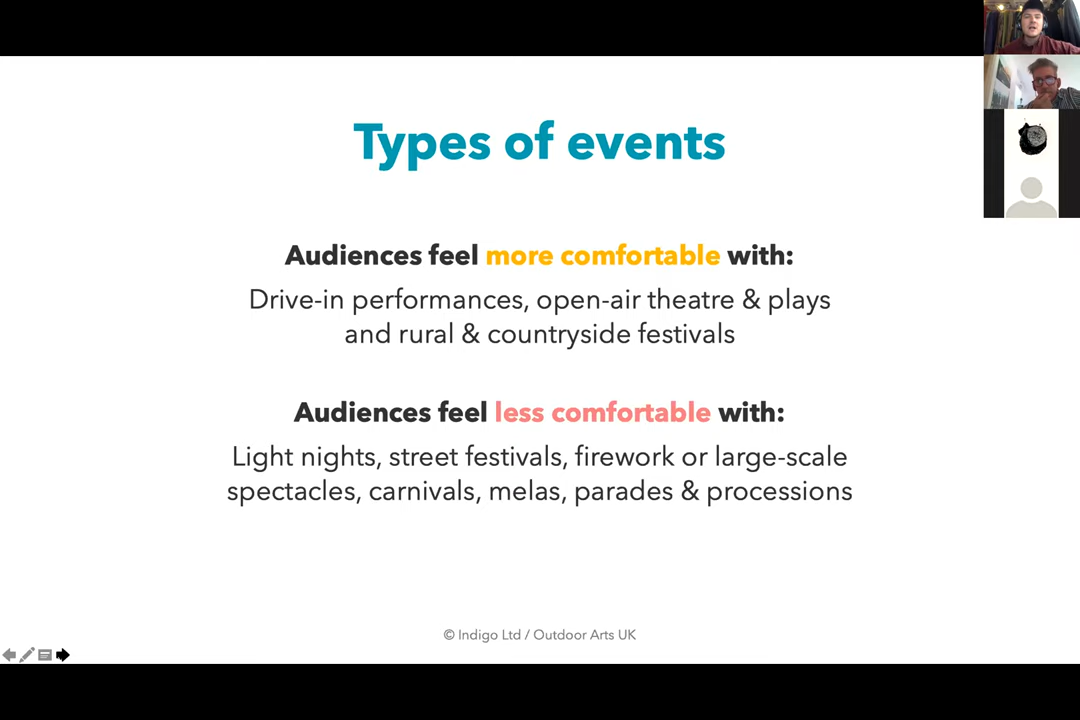 Types of events
Audiences feel more comfortable with:
Drive-in performances, open-air theatre & plays
and rural & countryside festivals
Audiences feel less comfortable with:
Light nights, street festivals, firework or large-scale
spectacles, carnivals, melas, parades & processions
© Indigo Ltd / Outdoor Arts UK